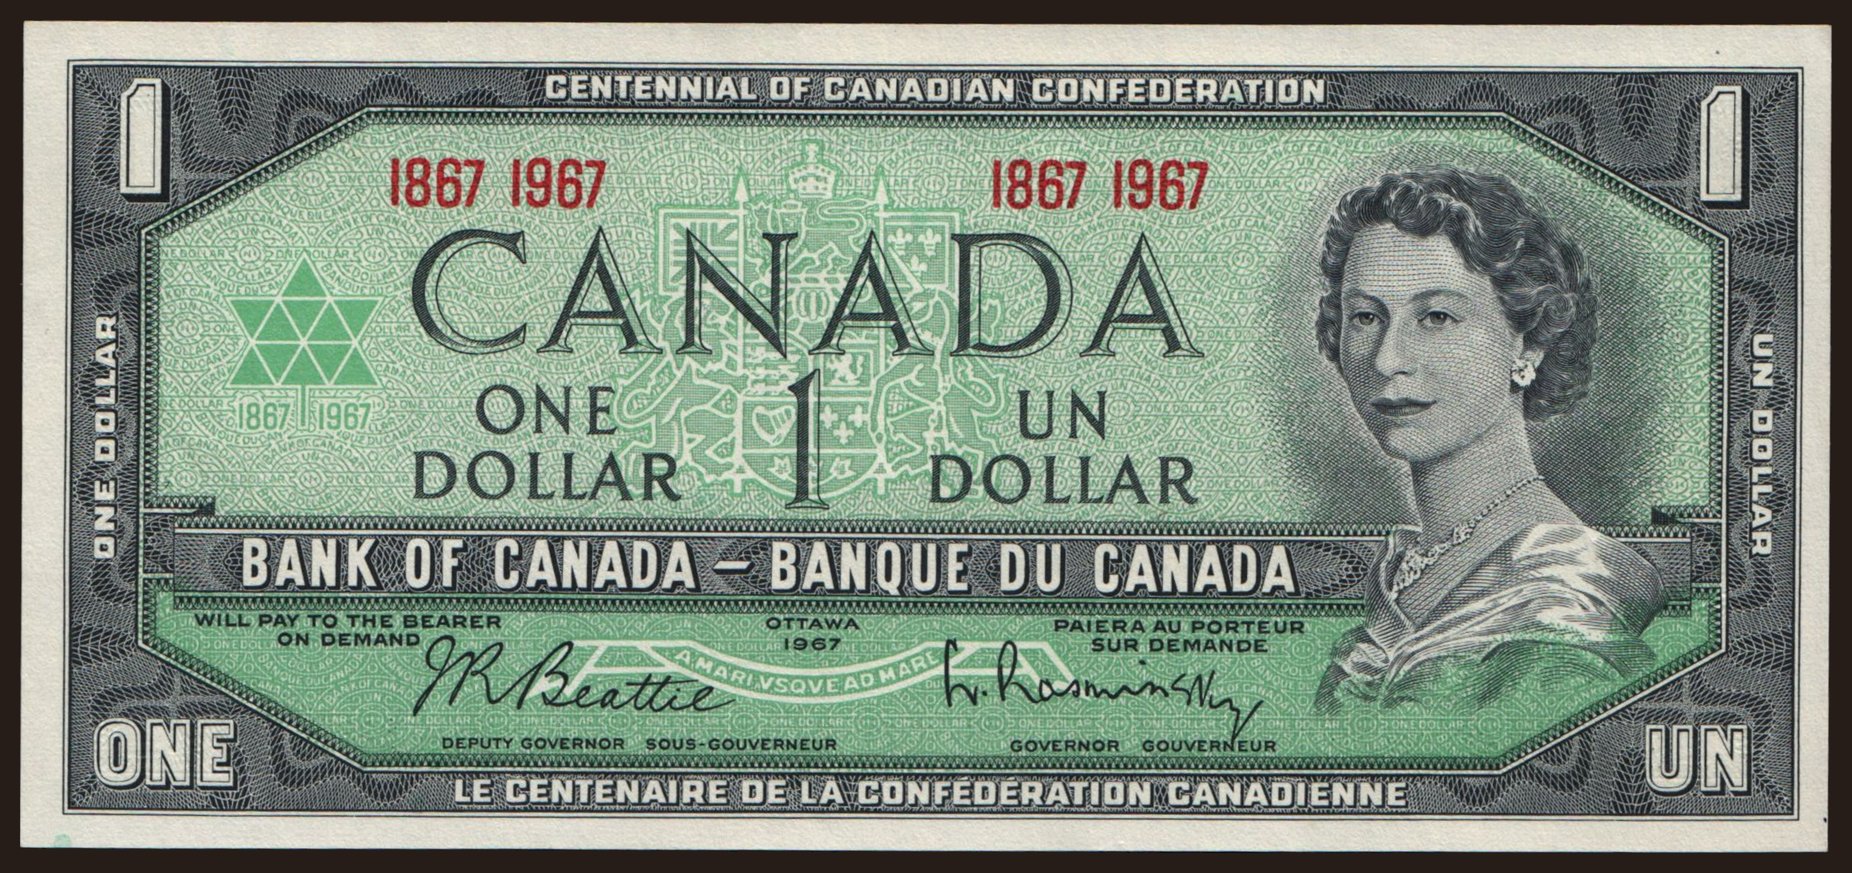 CENTENNIAL OF CANADIAN CONFEDERATION
1 1
1867 1967 1867 1967
CANADA
1867 1967
ONE DOLLAR
1
UN DOLLAR
ONE DOLLAR
UN DOLLAR
BANK OF CANADA – BANQUE DU CANADA
WILL PAY TO THE BEARER
ON DEMAND
OTTAWA
1967
PAIERA AU PORTEUR
SUR DEMANDE
A MARI VSQVE AD MARE
J.R. Beattie
L. Rasminsky
DEPUTY GOVERNOR SOUS-GOUVERNEUR
GOVERNOR GOUVERNEUR
ONE UN
LE CENTENAIRE DE LA CONFÉDÉRATION CANADIENNE